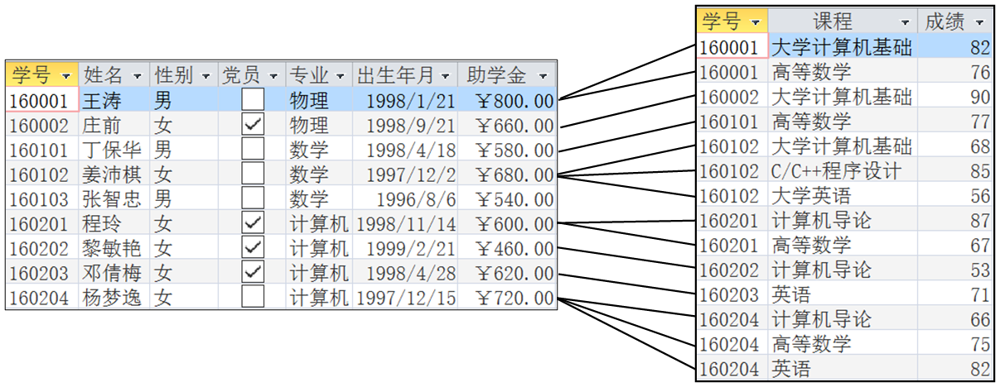 学号 姓名 性别 党员 专业 出生年月 助学金
160001 王涛 男 物理 1998/1/21 ￥800.00
160002 庄前 女 物理 1998/9/21 ￥660.00
160101 丁保华 男 数学 1998/4/18 ￥580.00
160102 姜沛棋 女 数学 1997/12/2 ￥680.00
160103 张智忠 男 数学 1996/8/6 ￥540.00
160201 程玲 女 计算机 1998/11/14 ￥600.00
160202 黎敏艳 女 计算机 1999/2/21 ￥460.00
160203 邓倩梅 女 计算机 1998/4/28 ￥620.00
160204 杨梦逸 女 计算机 1997/12/15 ￥720.00
学号 课程 成绩
160001 大学计算机基础 82
160001 高等数学 76
160002 大学计算机基础 90
160101 高等数学 77
160102 大学计算机基础 68
160102 C/C++程序设计 85
160102 大学英语 56
160201 计算机导论 87
160201 高等数学 67
160202 计算机导论 53
160203 英语 71
160204 计算机导论 66
160204 高等数学 75
160204 英语 82